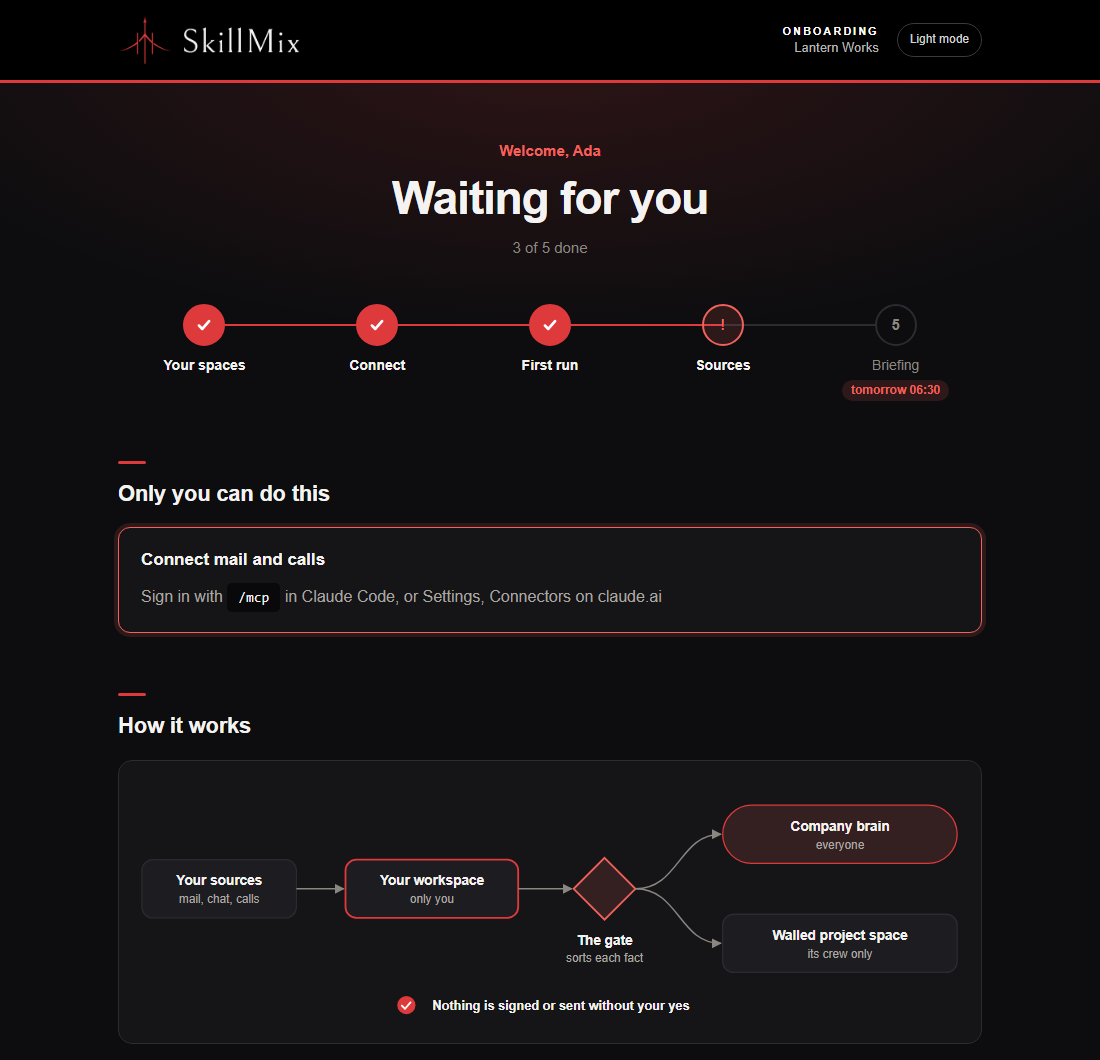 SkillMix
ONBOARDING
Lantern Works
Light mode
Welcome, Ada
Waiting for you
3 of 5 done
!
5
Your spaces
Connect
First run
Sources
Briefing
tomorrow 06:30
Only you can do this
Connect mail and calls
Sign in with /mcp in Claude Code, or Settings, Connectors on claude.ai
How it works
Your sources
mail, chat, calls
Your workspace
only you
The gate
sorts each fact
Company brain
everyone
Walled project space
its crew only
Nothing is signed or sent without your yes